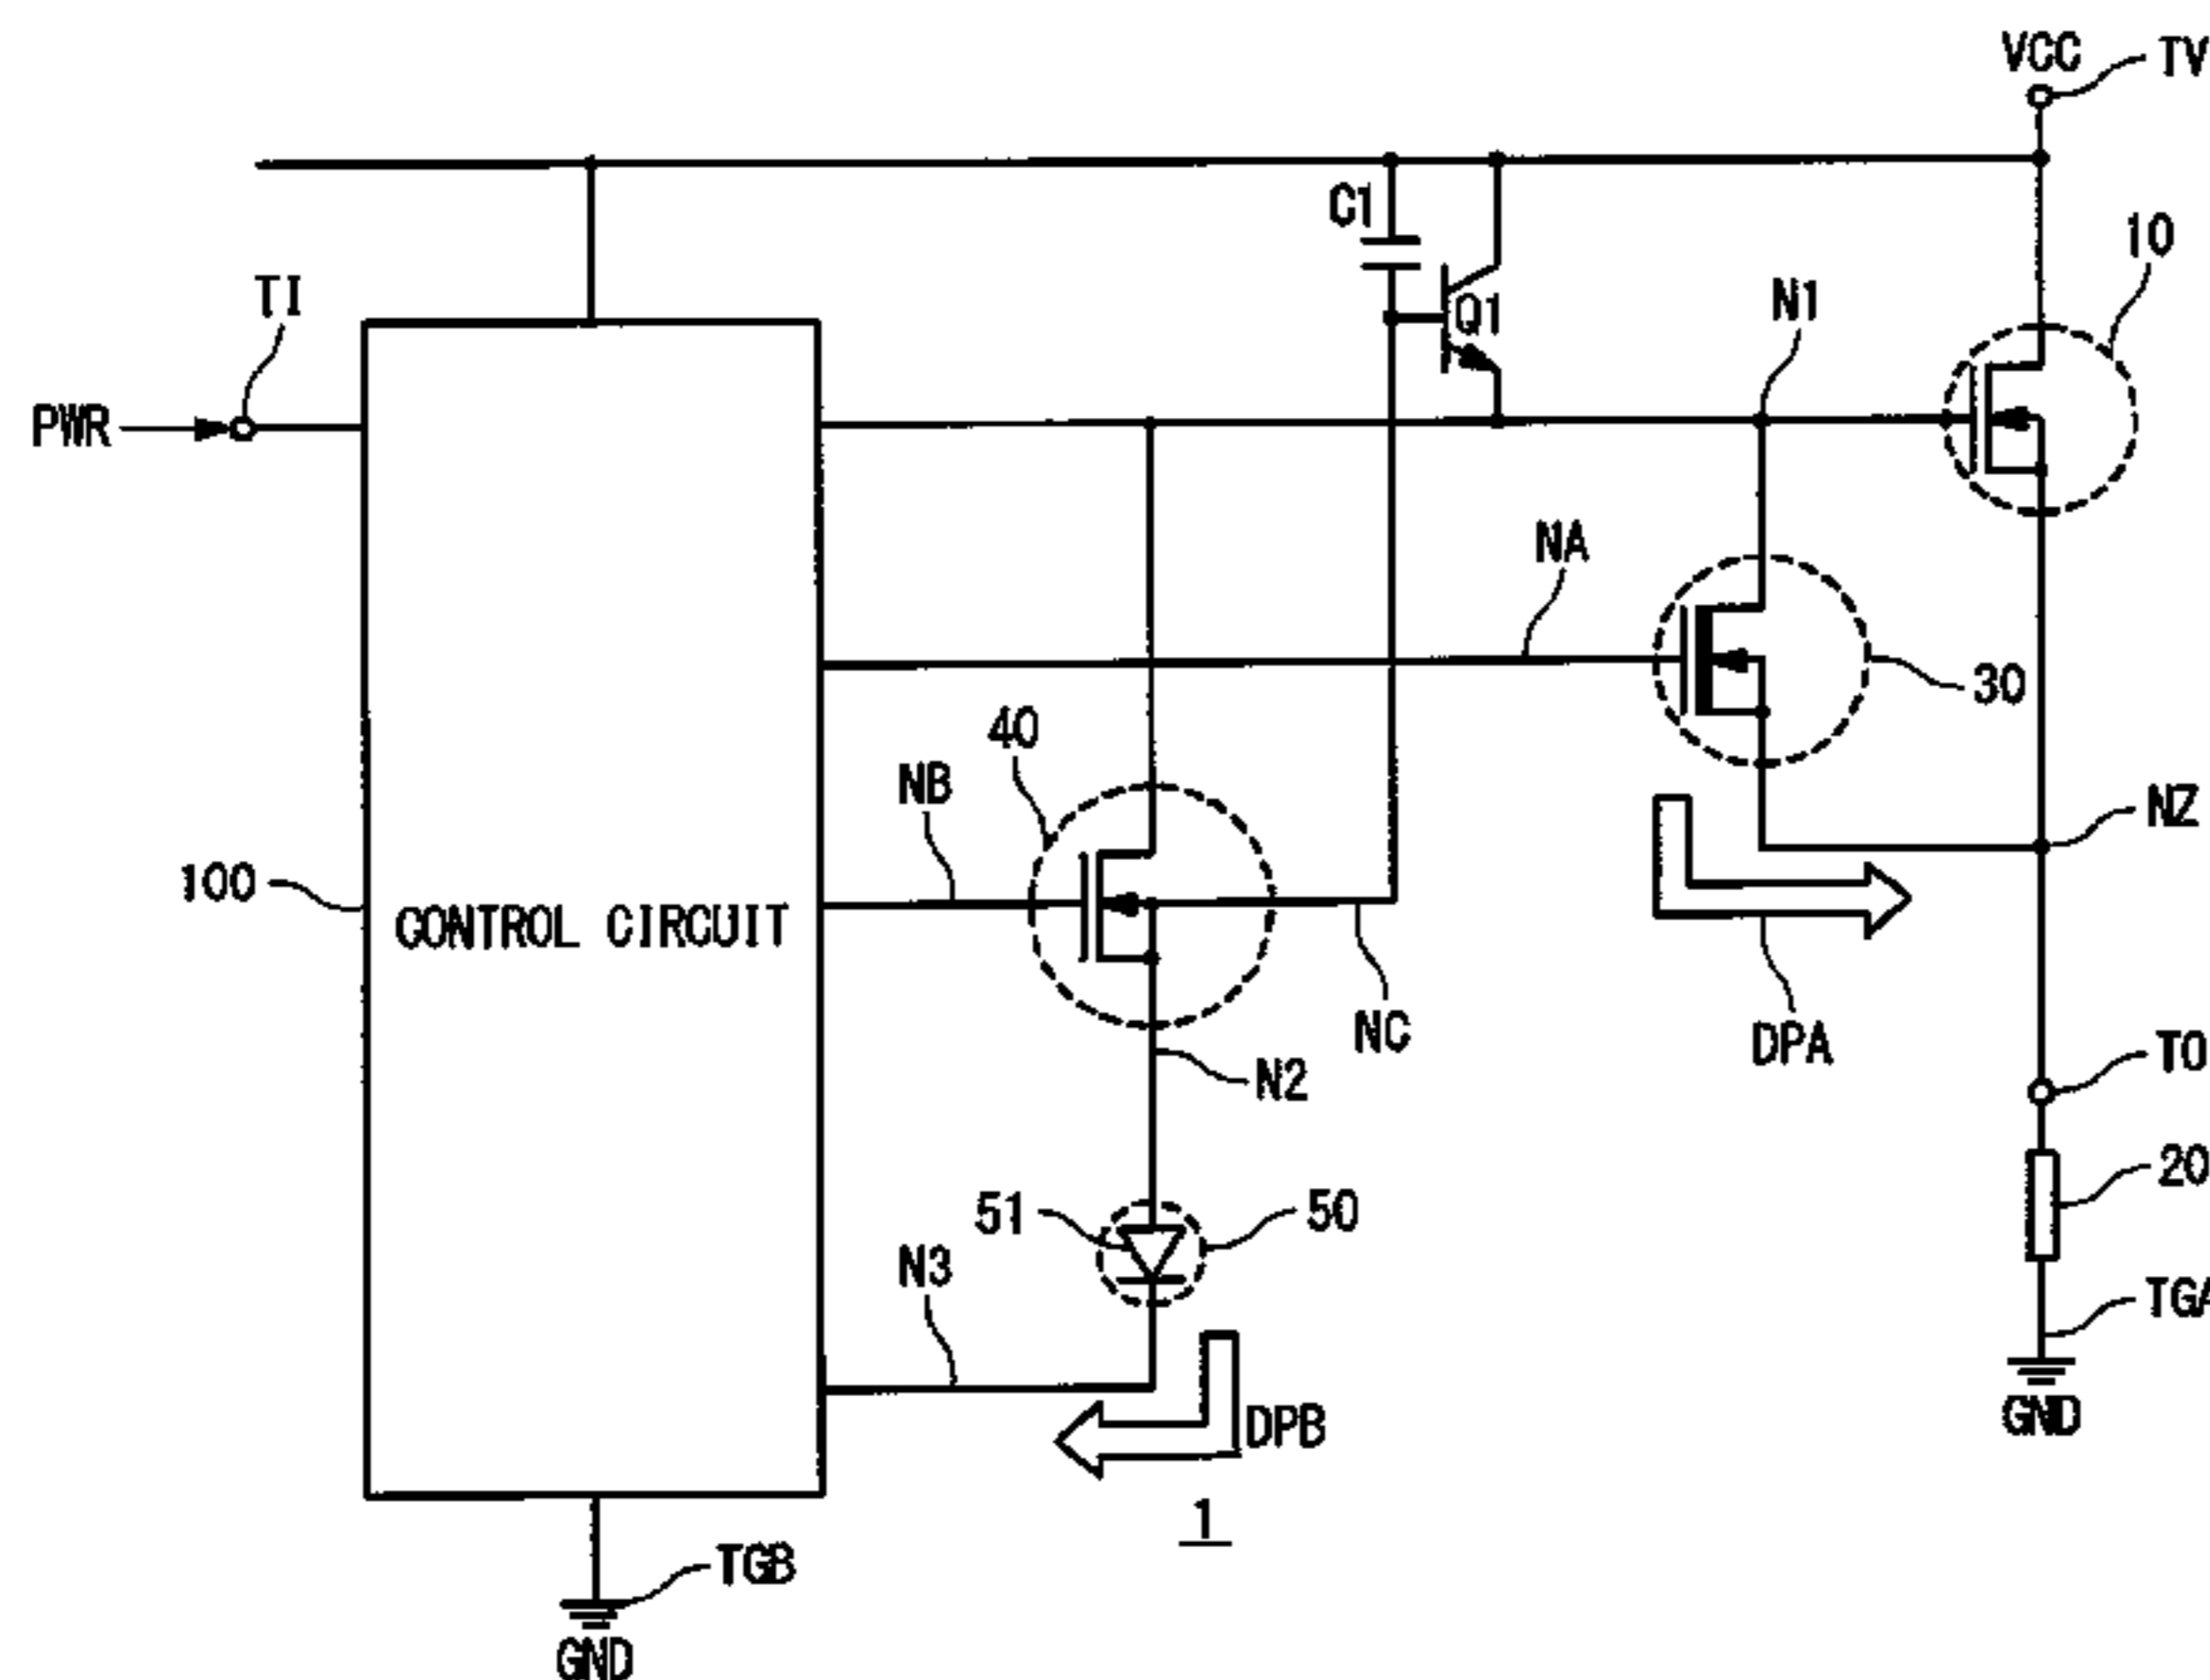 VCC
TV
C1
10
TI
Q1
N1
PWR
NA
30
40
NB
NZ
100
CONTROL CIRCUIT
NC
DPA
TO
N2
51
50
20
N3
TGA
DPB
GND
1
TGB
GND